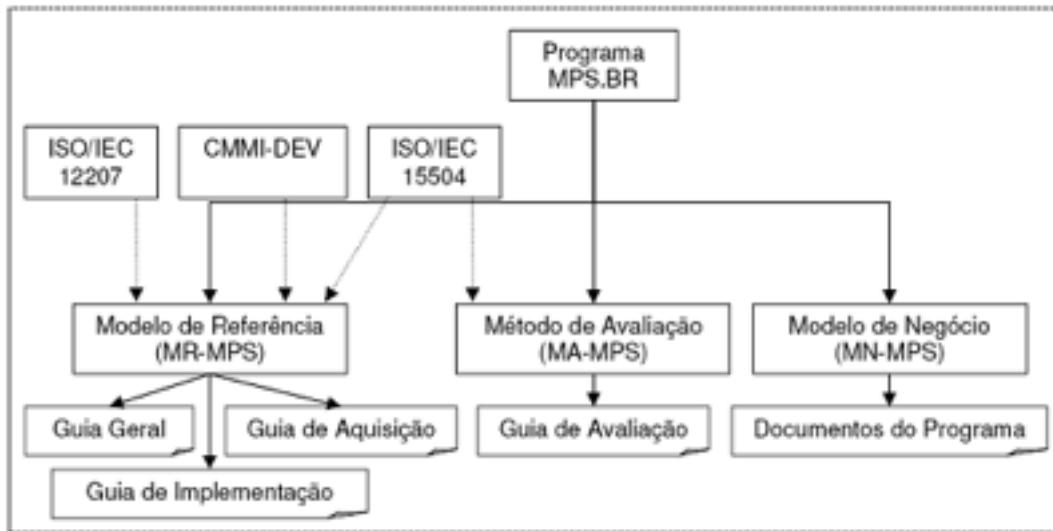 Programa
MPS.BR
ISO/IEC
12207
CMMI-DEV
ISO/IEC
15504
Modelo de Referência
(MR-MPS)
Método de Avaliação
(MA-MPS)
Modelo de Negócio
(MN-MPS)
Guia Geral
Guia de Aquisição
Guia de Avaliação
Documentos do Programa
Guia de Implementação